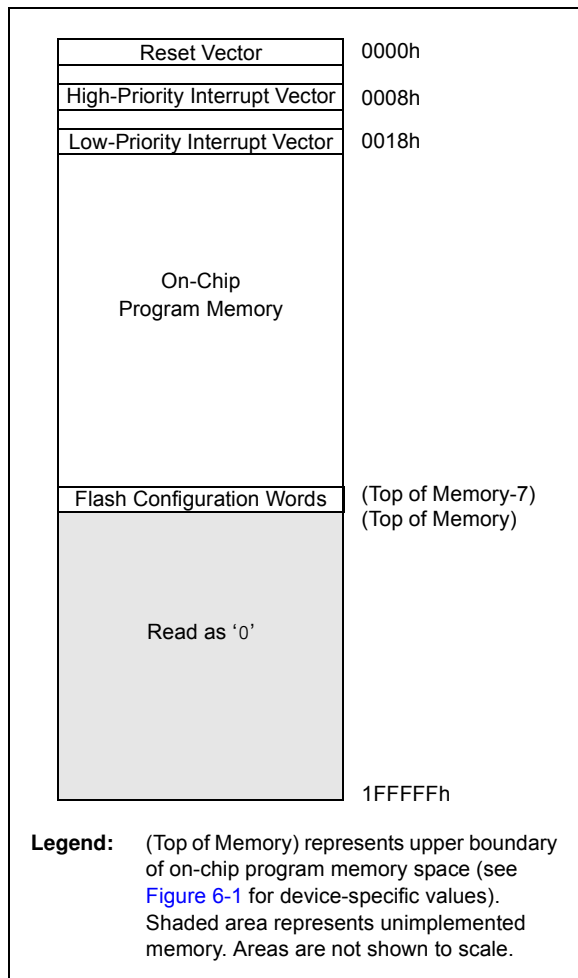 Reset Vector 0000h
High-Priority Interrupt Vector 0008h
Low-Priority Interrupt Vector 0018h
On-Chip
Program Memory
Flash Configuration Words (Top of Memory-7)
(Top of Memory)
Read as ‘0’
1FFFFFh
Legend: (Top of Memory) represents upper boundary
of on-chip program memory space (see
Figure 6-1 for device-specific values).
Shaded area represents unimplemented
memory. Areas are not shown to scale.